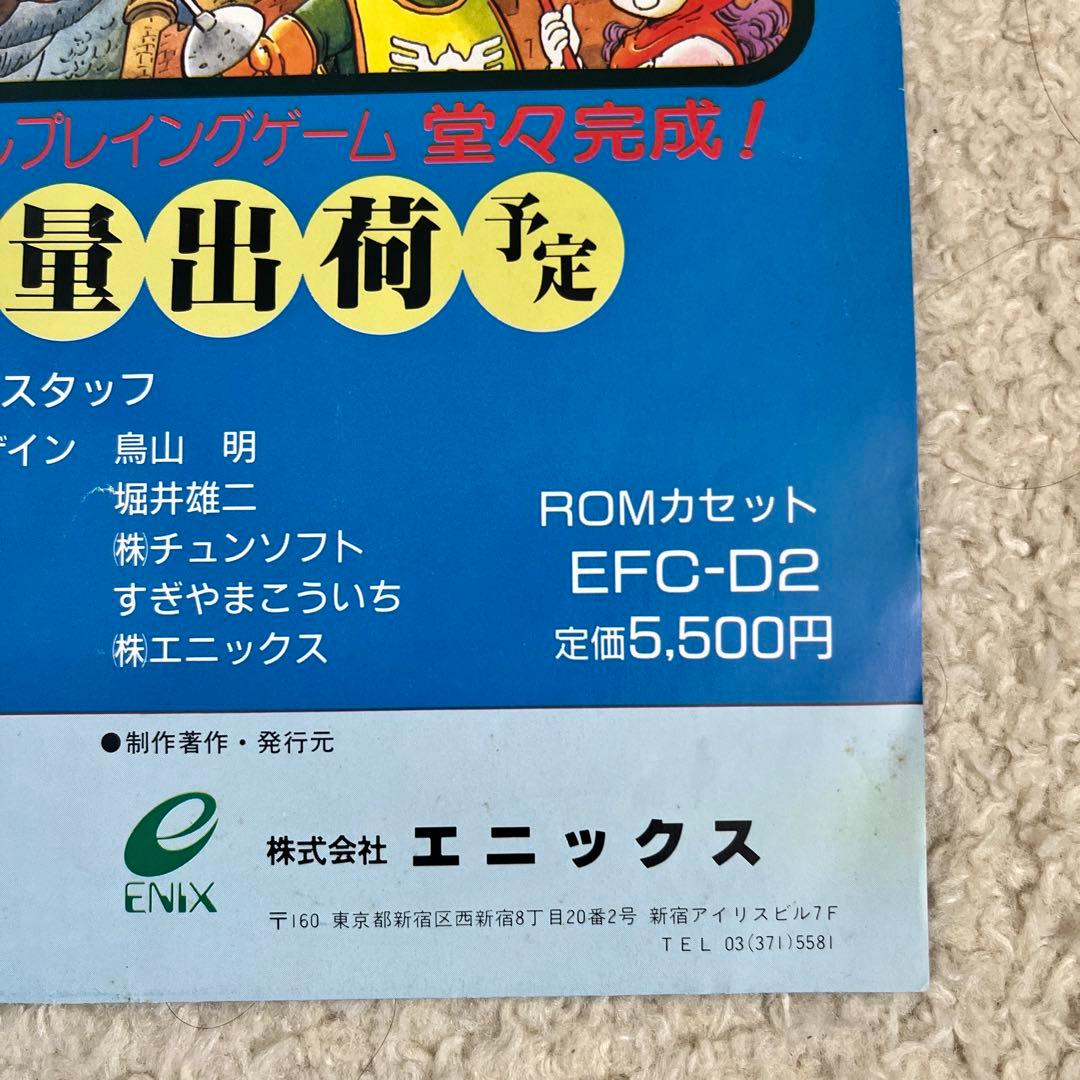 ルプレイングゲーム 堂々完成!
量出荷予定
スタッフ
ザイン 鳥山 明
堀井雄二
㈱チュンソフト
すぎやまこういち
㈱エニックス
ROMカセット
EFC-D2
定価5,500円
●制作著作・発行元
e
ENIX
株式会社 エニックス
〒160 東京都新宿区西新宿8丁目20番2号 新宿アイリスビル7F
TEL 03(371)5581